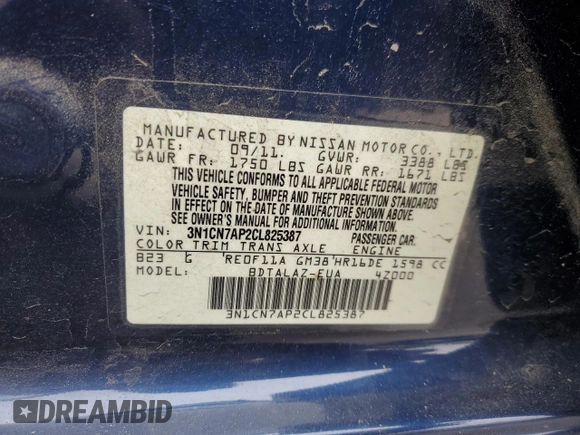 MANUFACTURED BY NISSAN MOTOR CO., LTD.
DATE: 09/11. GVWR: 3388 LBS
GAWR FR: 1750 LBS GAWR RR: 1671 LBS
THIS VEHICLE CONFORMS TO ALL APPLICABLE FEDERAL MOTOR
VEHICLE SAFETY, BUMPER AND THEFT PREVENTION STANDARDS
IN EFFECT ON THE DATE OF MANUFACTURE SHOWN ABOVE.
SEE OWNER'S MANUAL FOR ADDITIONAL INFORMATION.
VIN: 3N1CN7AP2CL825387 PASSENGER CAR.
COLOR TRIM TRANS AXLE ENGINE
B23 G RE0F11A GM38 HR16DE 1598 CC
BDTALAZ-EUA 4Z000
3N1CN7AP2CL825387
DREAMBID